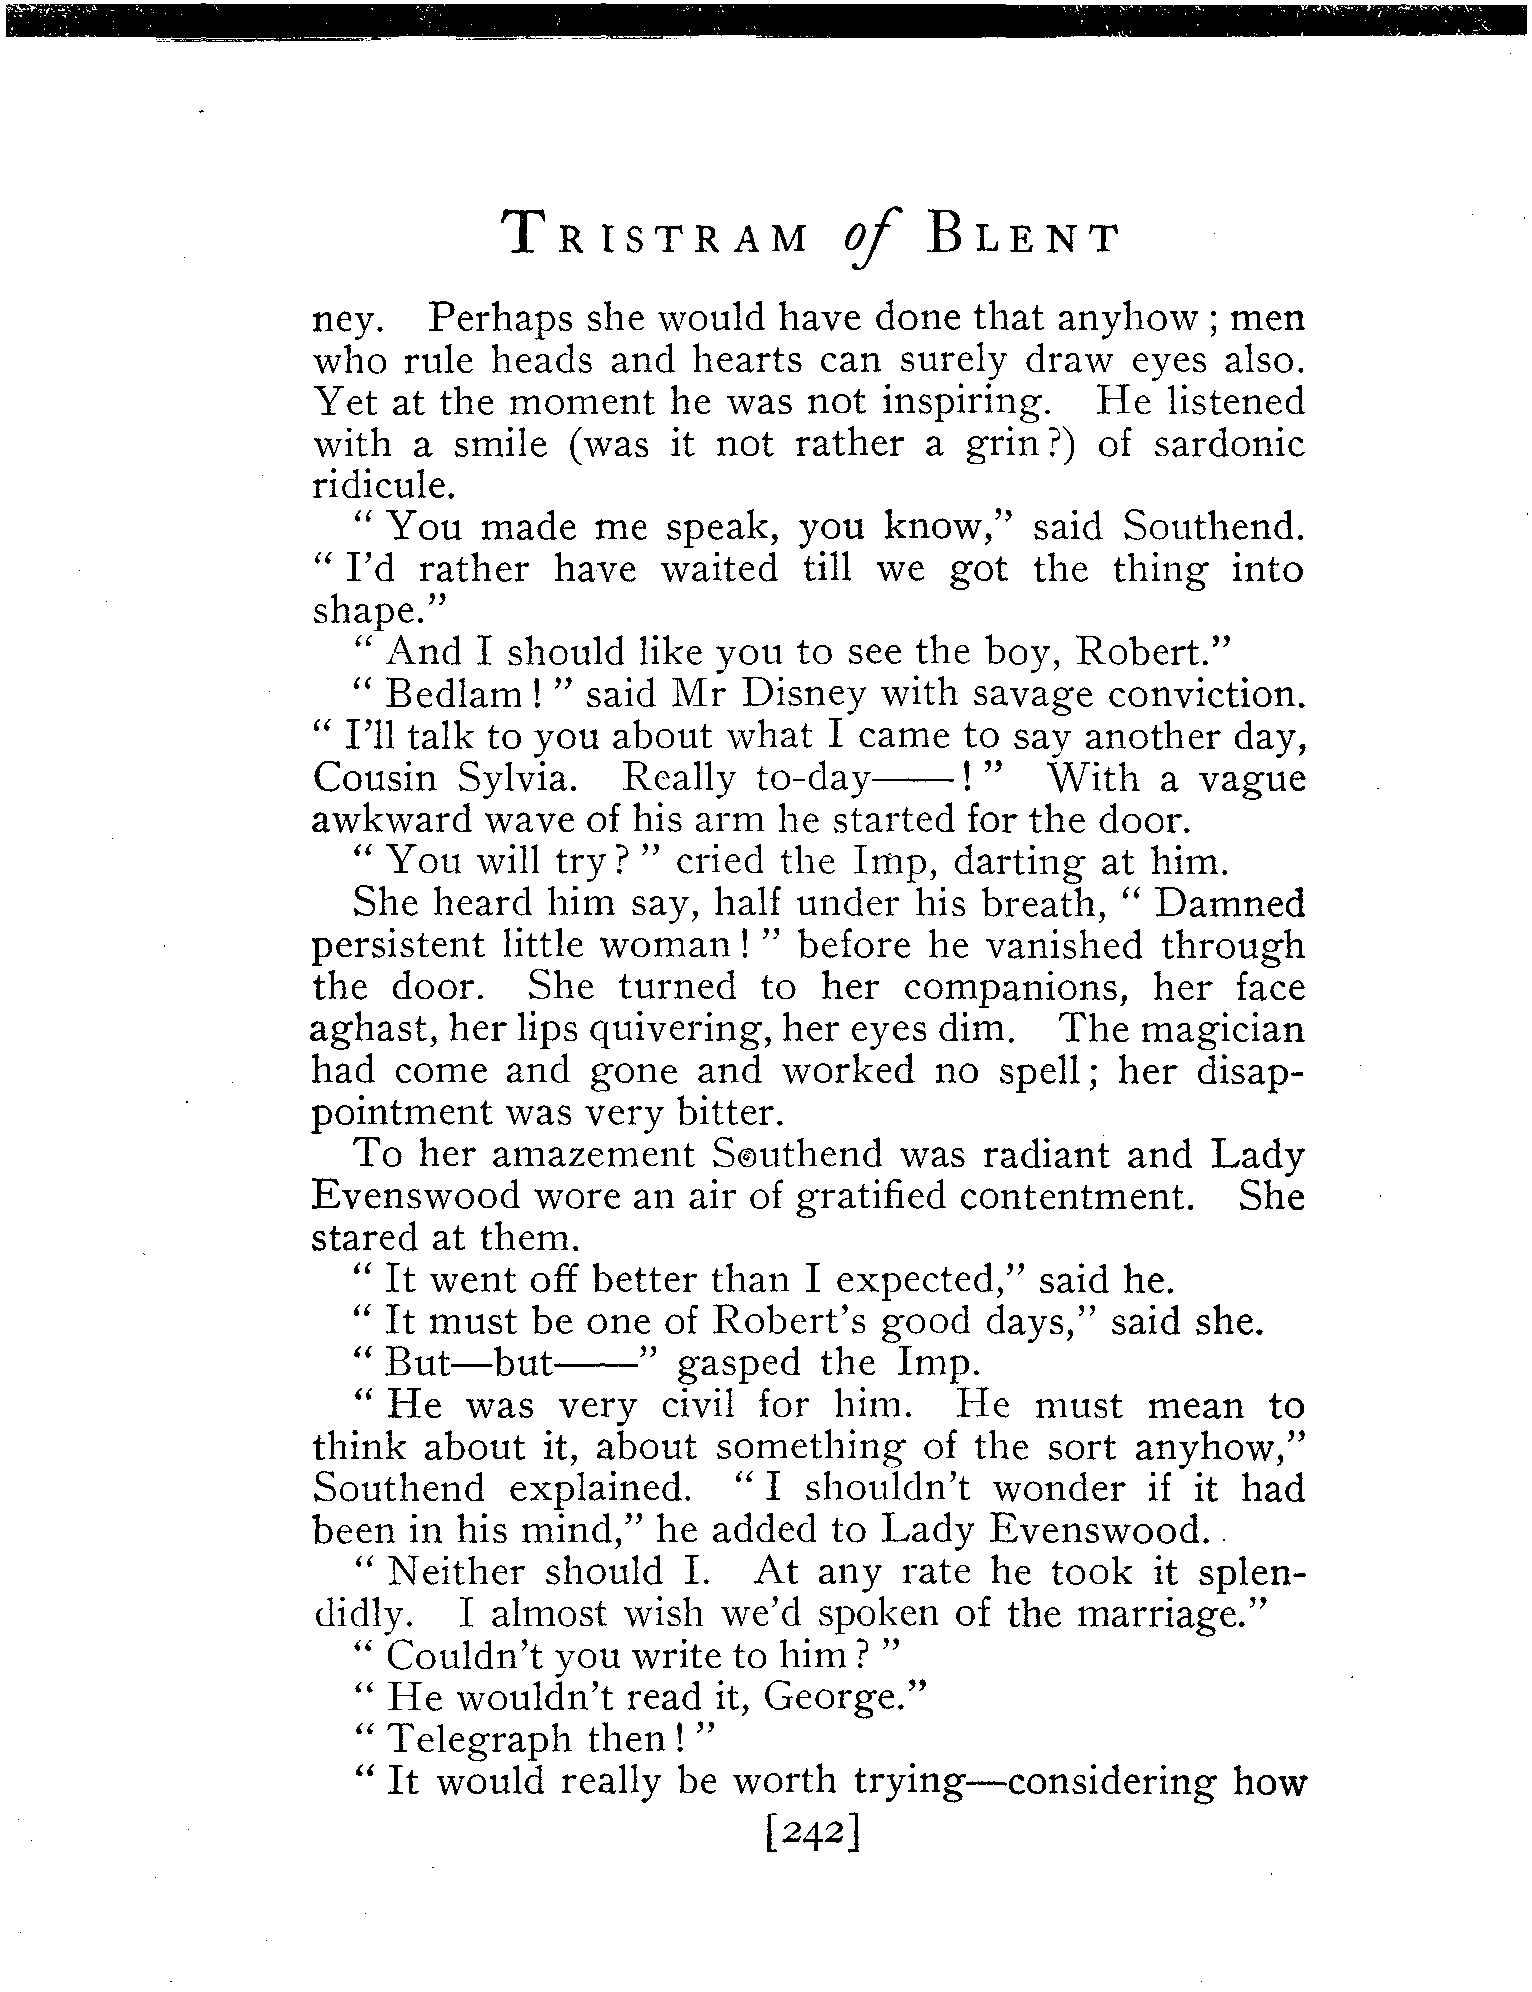 TRISTRAM of BLENT
ney. Perhaps she would have done that anyhow; men
who rule heads and hearts can surely draw eyes also.
Yet at the moment he was not inspiring. He listened
with a smile (was it not rather a grin?) of sardonic
ridicule.
“ You made me speak, you know,” said Southend.
“ I’d rather have waited till we got the thing into
shape.”
“ And I should like you to see the boy, Robert.”
“ Bedlam! ” said Mr Disney with savage conviction.
“ I’ll talk to you about what I came to say another day,
Cousin Sylvia. Really to-day——! ” With a vague
awkward wave of his arm he started for the door.
“ You will try? ” cried the Imp, darting at him.
She heard him say, half under his breath, “ Damned
persistent little woman! ” before he vanished through
the door. She turned to her companions, her face
aghast, her lips quivering, her eyes dim. The magician
had come and gone and worked no spell; her disap-
pointment was very bitter.
To her amazement Southend was radiant and Lady
Evenswood wore an air of gratified contentment. She
stared at them.
“ It went off better than I expected,” said he.
“ It must be one of Robert’s good days,” said she.
“ But—but——” gasped the Imp.
“ He was very civil for him. He must mean to
think about it, about something of the sort anyhow,”
Southend explained. “ I shouldn’t wonder if it had
been in his mind,” he added to Lady Evenswood.
“ Neither should I. At any rate he took it splen-
didly. I almost wish we’d spoken of the marriage.”
“ Couldn’t you write to him? ”
“ He wouldn’t read it, George.”
“ Telegraph then! ”
“ It would really be worth trying—considering how
[242]